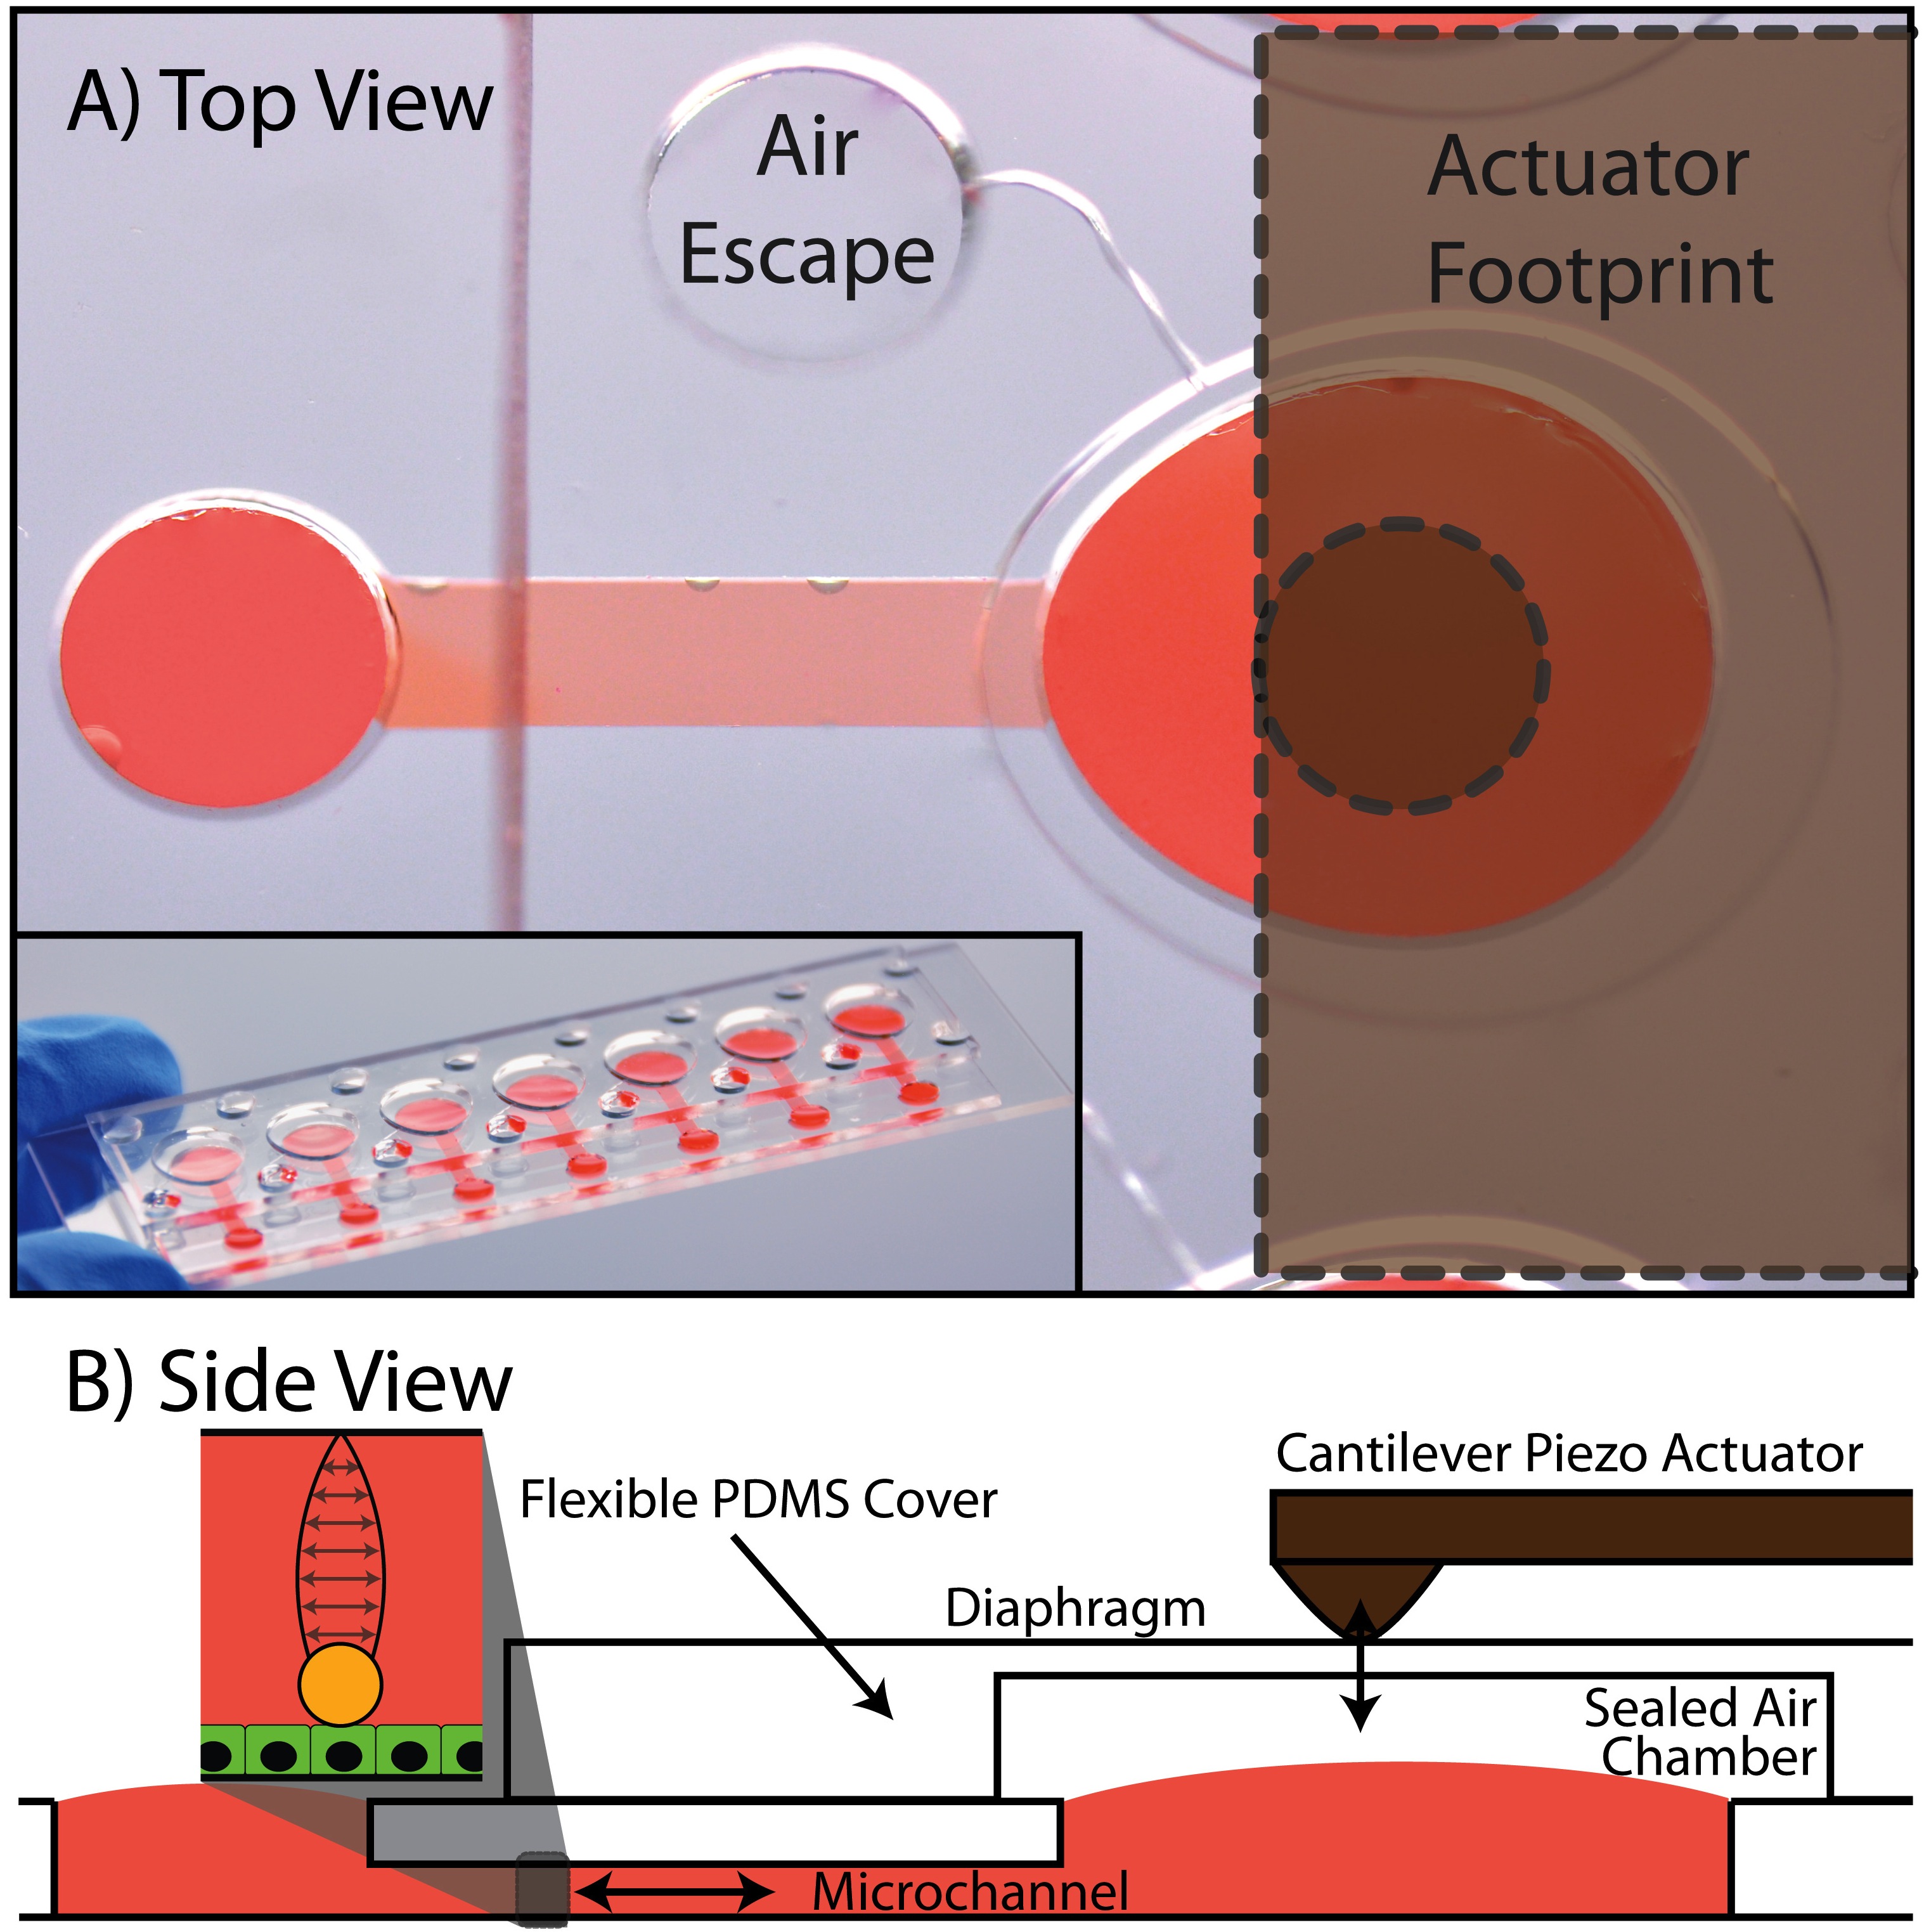 A) Top View
Air
Escape
Actuator
Footprint
B) Side View
Cantilever Piezo Actuator
Flexible PDMS Cover
Diaphragm
Sealed Air
Chamber
Microchannel